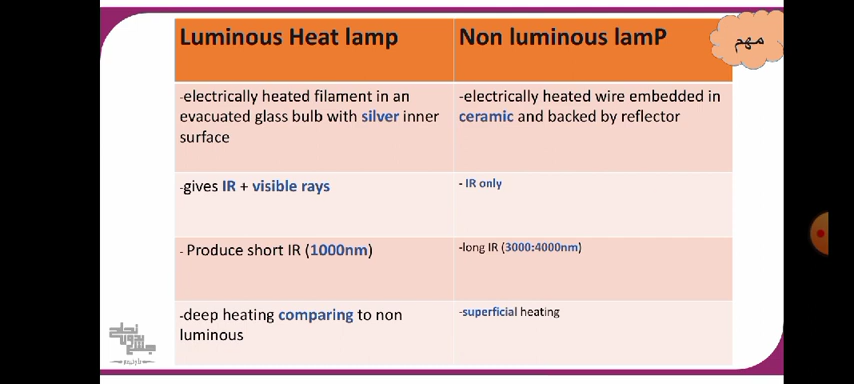 Luminous Heat lamp
Non luminous lamP
مهم
-electrically heated filament in an
evacuated glass bulb with silver inner
surface
-electrically heated wire embedded in
ceramic and backed by reflector
-gives IR + visible rays
- IR only
- Produce short IR (1000nm)
-long IR (3000:4000nm)
-deep heating comparing to non
luminous
-superficial heating